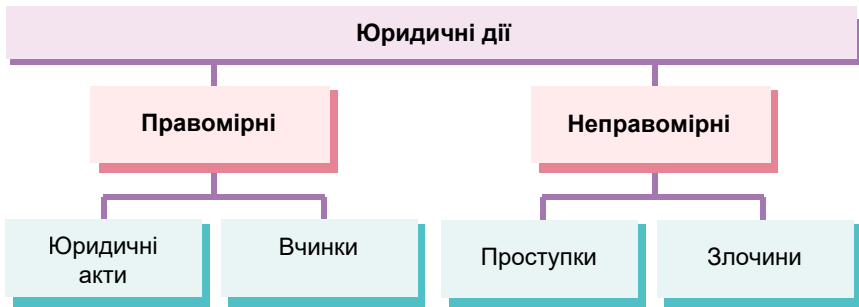 Юридичні дії
Правомірні
Неправомірні
Юридичні
акти
Вчинки
Проступки
Злочини